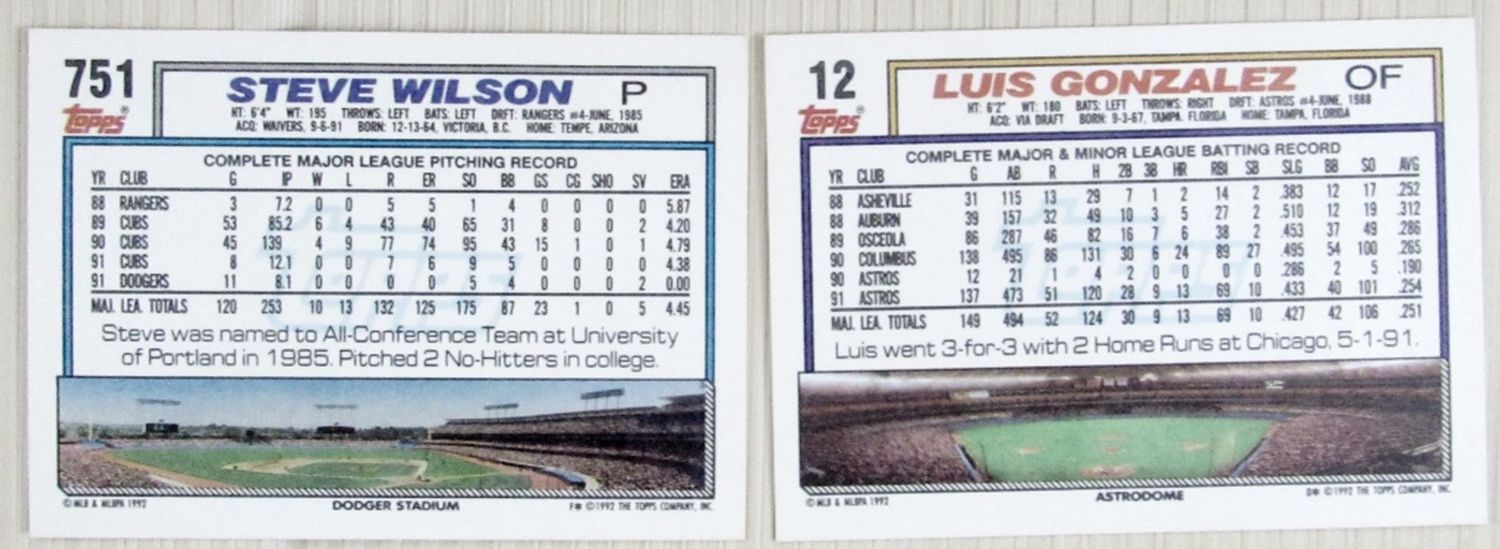 751
Topps®
STEVE WILSON P
HT: 6'4" WT: 195 THROWS: LEFT BATS: LEFT DRFT: RANGERS #4-JUNE, 1985
ACQ: WAIVERS, 9-6-91 BORN: 12-13-64, VICTORIA, B.C. HOME: TEMPE, ARIZONA
COMPLETE MAJOR LEAGUE PITCHING RECORD
YR CLUB G IP W L R ER SO BB GS CG SHO SV ERA
88 RANGERS 3 7.2 0 0 5 5 1 4 0 0 0 0 5.87
89 CUBS 53 85.2 6 4 43 40 65 31 8 0 0 2 4.20
90 CUBS 45 139 4 9 77 74 95 43 15 1 0 1 4.79
91 CUBS 8 12.1 0 0 7 6 9 5 0 0 0 0 4.38
91 DODGERS 11 8.1 0 0 0 0 5 4 0 0 0 2 0.00
MAJ. LEA. TOTALS 120 253 10 13 132 125 175 87 23 1 0 5 4.45
Topps
Steve was named to All-Conference Team at University
of Portland in 1985. Pitched 2 No-Hitters in college.
© MLB & MLBPA 1992
DODGER STADIUM
F* © 1992 THE TOPPS COMPANY, INC.
12
Topps®
LUIS GONZALEZ OF
HT: 6'2" WT: 180 BATS: LEFT THROWS: RIGHT DRFT: ASTROS #4-JUNE, 1988
ACQ: VIA DRAFT BORN: 9-3-67, TAMPA, FLORIDA HOME: TAMPA, FLORIDA
COMPLETE MAJOR & MINOR LEAGUE BATTING RECORD
YR CLUB G AB R H 2B 3B HR RBI SB SLG BB SO AVG
88 ASHEVILLE 31 115 13 29 7 1 2 14 2 .383 12 17 .252
88 AUBURN 39 157 32 49 10 3 5 27 2 .510 12 19 .312
89 OSCEOLA 86 287 46 82 16 7 6 38 2 .453 37 49 .286
90 COLUMBUS 138 495 86 131 30 6 24 89 27 .495 54 100 .265
90 ASTROS 12 21 1 4 2 0 0 0 0 .286 2 5 .190
91 ASTROS 137 473 51 120 28 9 13 69 10 .433 40 101 .254
MAJ. LEA. TOTALS 149 494 52 124 30 9 13 69 10 .427 42 106 .251
Topps
Luis went 3-for-3 with 2 Home Runs at Chicago, 5-1-91.
© MLB & MLBPA 1992
ASTRODOME
D* © 1992 THE TOPPS COMPANY, INC.